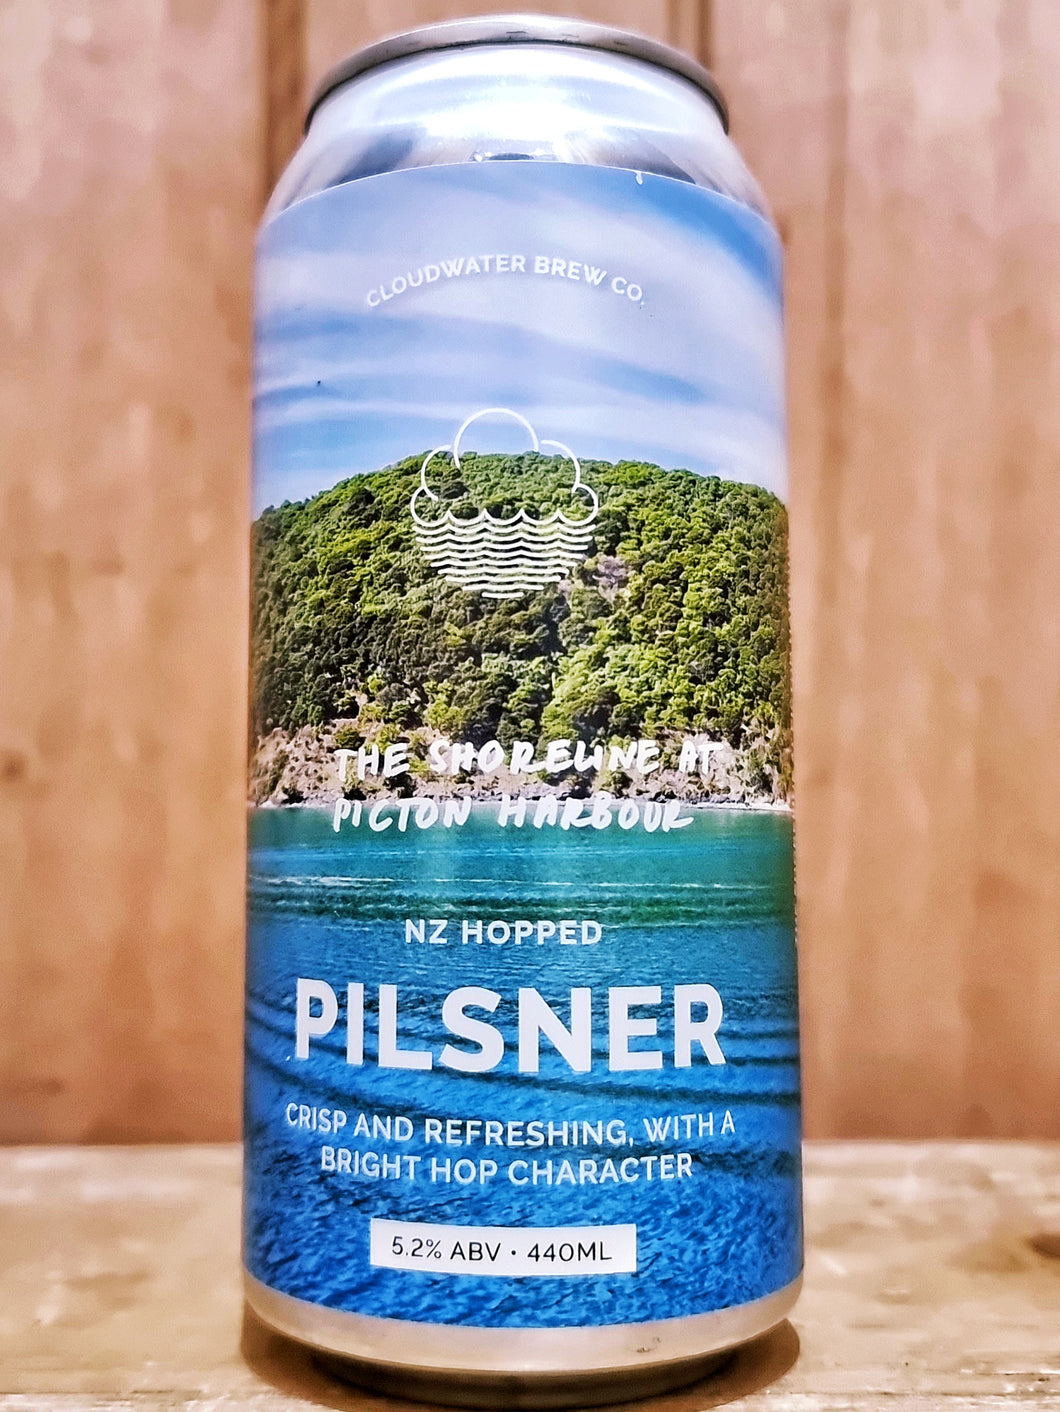 CLOUDWATER BREW CO.
THE SHORELINE AT
PICTON HARBOUR
NZ HOPPED
PILSNER
CRISP AND REFRESHING, WITH A
BRIGHT HOP CHARACTER
5.2% ABV • 440ML